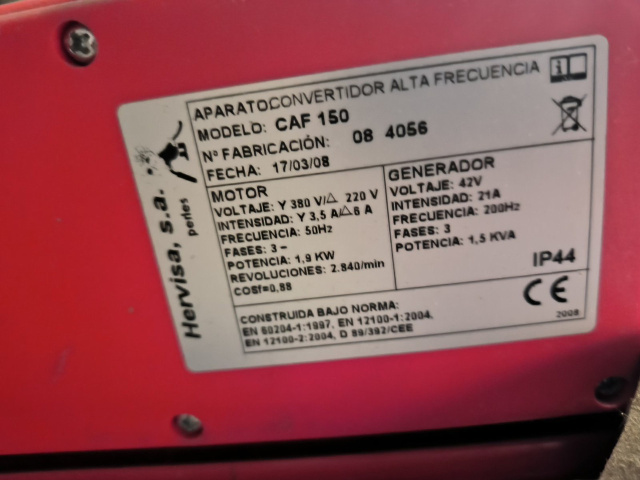 APARATO CONVERTIDOR ALTA FRECUENCIA
MODELO: CAF 150
Nº FABRICACIÓN: 08 4056
FECHA: 17/03/08
Hervisa, s.a.
perles
MOTOR
VOLTAJE: Y 380 V/△ 220 V
INTENSIDAD: Y 3,5 A/△6 A
FRECUENCIA: 50Hz
FASES: 3 ~
POTENCIA: 1,9 KW
REVOLUCIONES: 2.840/min
COSf=0,88
GENERADOR
VOLTAJE: 42V
INTENSIDAD: 21A
FRECUENCIA: 200Hz
FASES: 3
POTENCIA: 1,5 KVA
IP44
CONSTRUIDA BAJO NORMA:
EN 60204-1:1997, EN 12100-1:2004,
EN 12100-2:2004, D 89/392/CEE
CE
2008